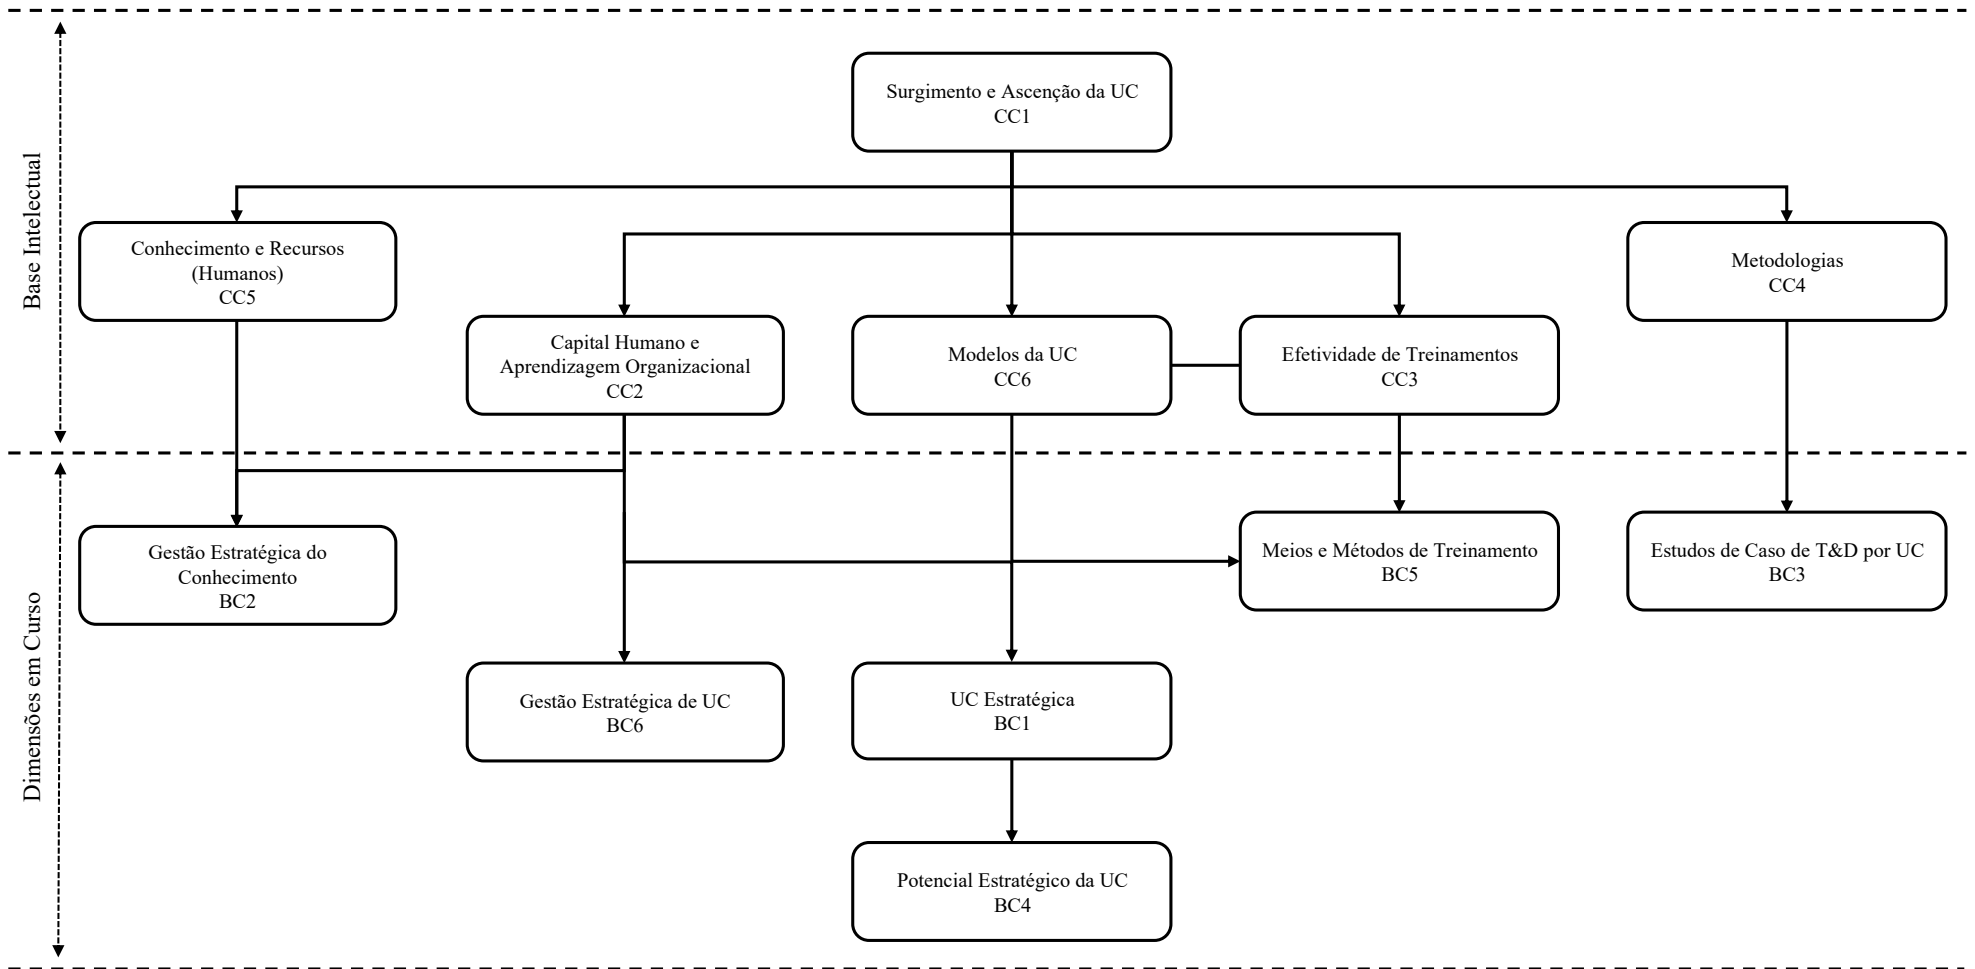 Base Intelectual
Surgimento e Ascenção da UC
CC1
Conhecimento e Recursos
(Humanos)
CC5
Metodologias
CC4
Capital Humano e
Aprendizagem Organizacional
CC2
Modelos da UC
CC6
Efetividade de Treinamentos
CC3
Dimensões em Curso
Gestão Estratégica do
Conhecimento
BC2
Meios e Métodos de Treinamento
BC5
Estudos de Caso de T&D por UC
BC3
Gestão Estratégica de UC
BC6
UC Estratégica
BC1
Potencial Estratégico da UC
BC4